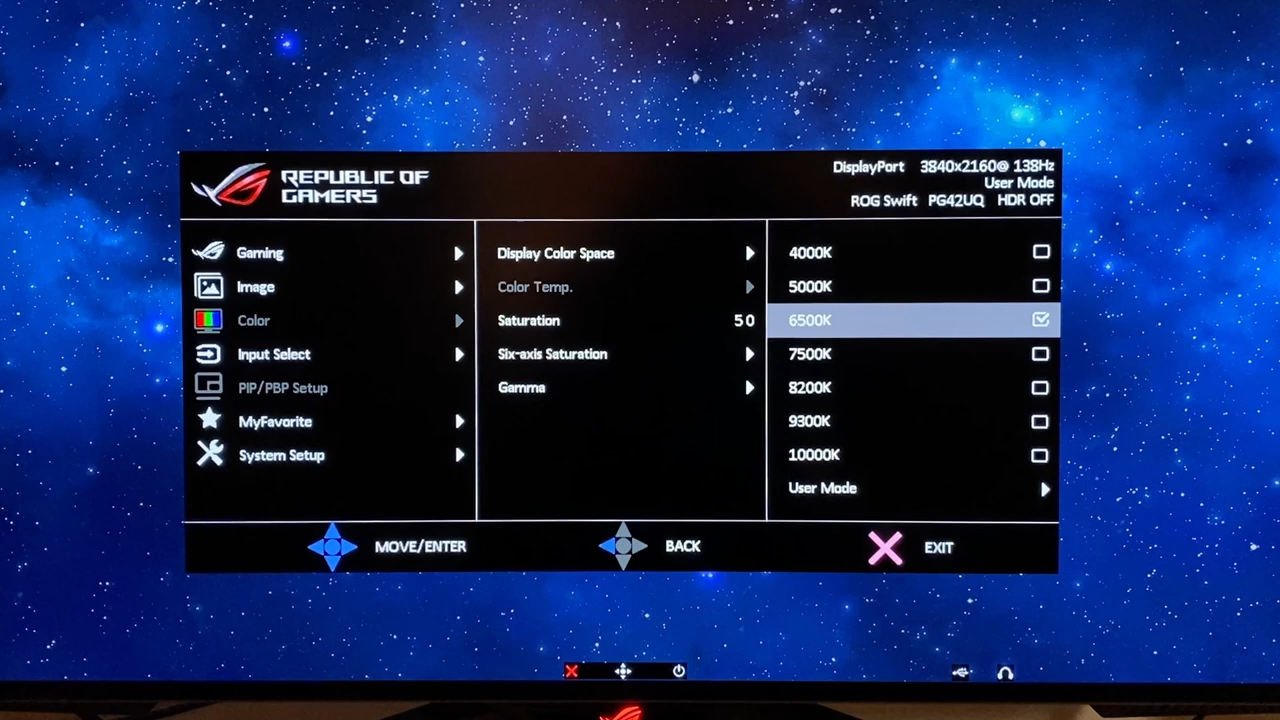 REPUBLIC OF
GAMERS
DisplayPort 3840x2160@ 138Hz
User Mode
ROG Swift PG42UQ HDR OFF
Gaming
Image
Color
Input Select
PIP/PBP Setup
MyFavorite
System Setup
Display Color Space
Color Temp.
Saturation 50
Six-axis Saturation
Gamma
4000K
5000K
6500K
7500K
8200K
9300K
10000K
User Mode
MOVE/ENTER
BACK
EXIT